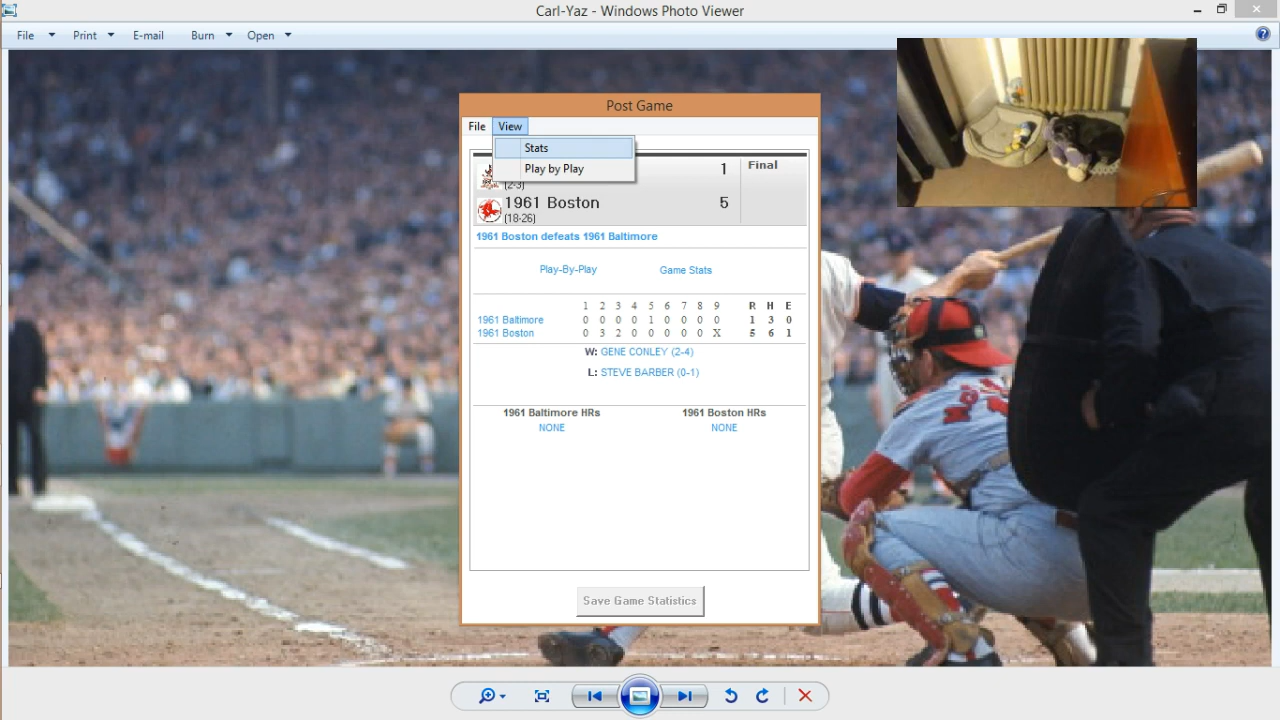 Carl-Yaz - Windows Photo Viewer
File Print E-mail Burn Open
Post Game
File View
Stats
Play by Play
1 Final
(2-3)
1961 Boston 5
(18-26)
1961 Boston defeats 1961 Baltimore
Play-By-Play Game Stats
1 2 3 4 5 6 7 8 9 R H E
1961 Baltimore 0 0 0 0 1 0 0 0 0 1 3 0
1961 Boston 0 3 2 0 0 0 0 0 X 5 6 1
W: GENE CONLEY (2-4)
L: STEVE BARBER (0-1)
1961 Baltimore HRs 1961 Boston HRs
NONE NONE
Save Game Statistics